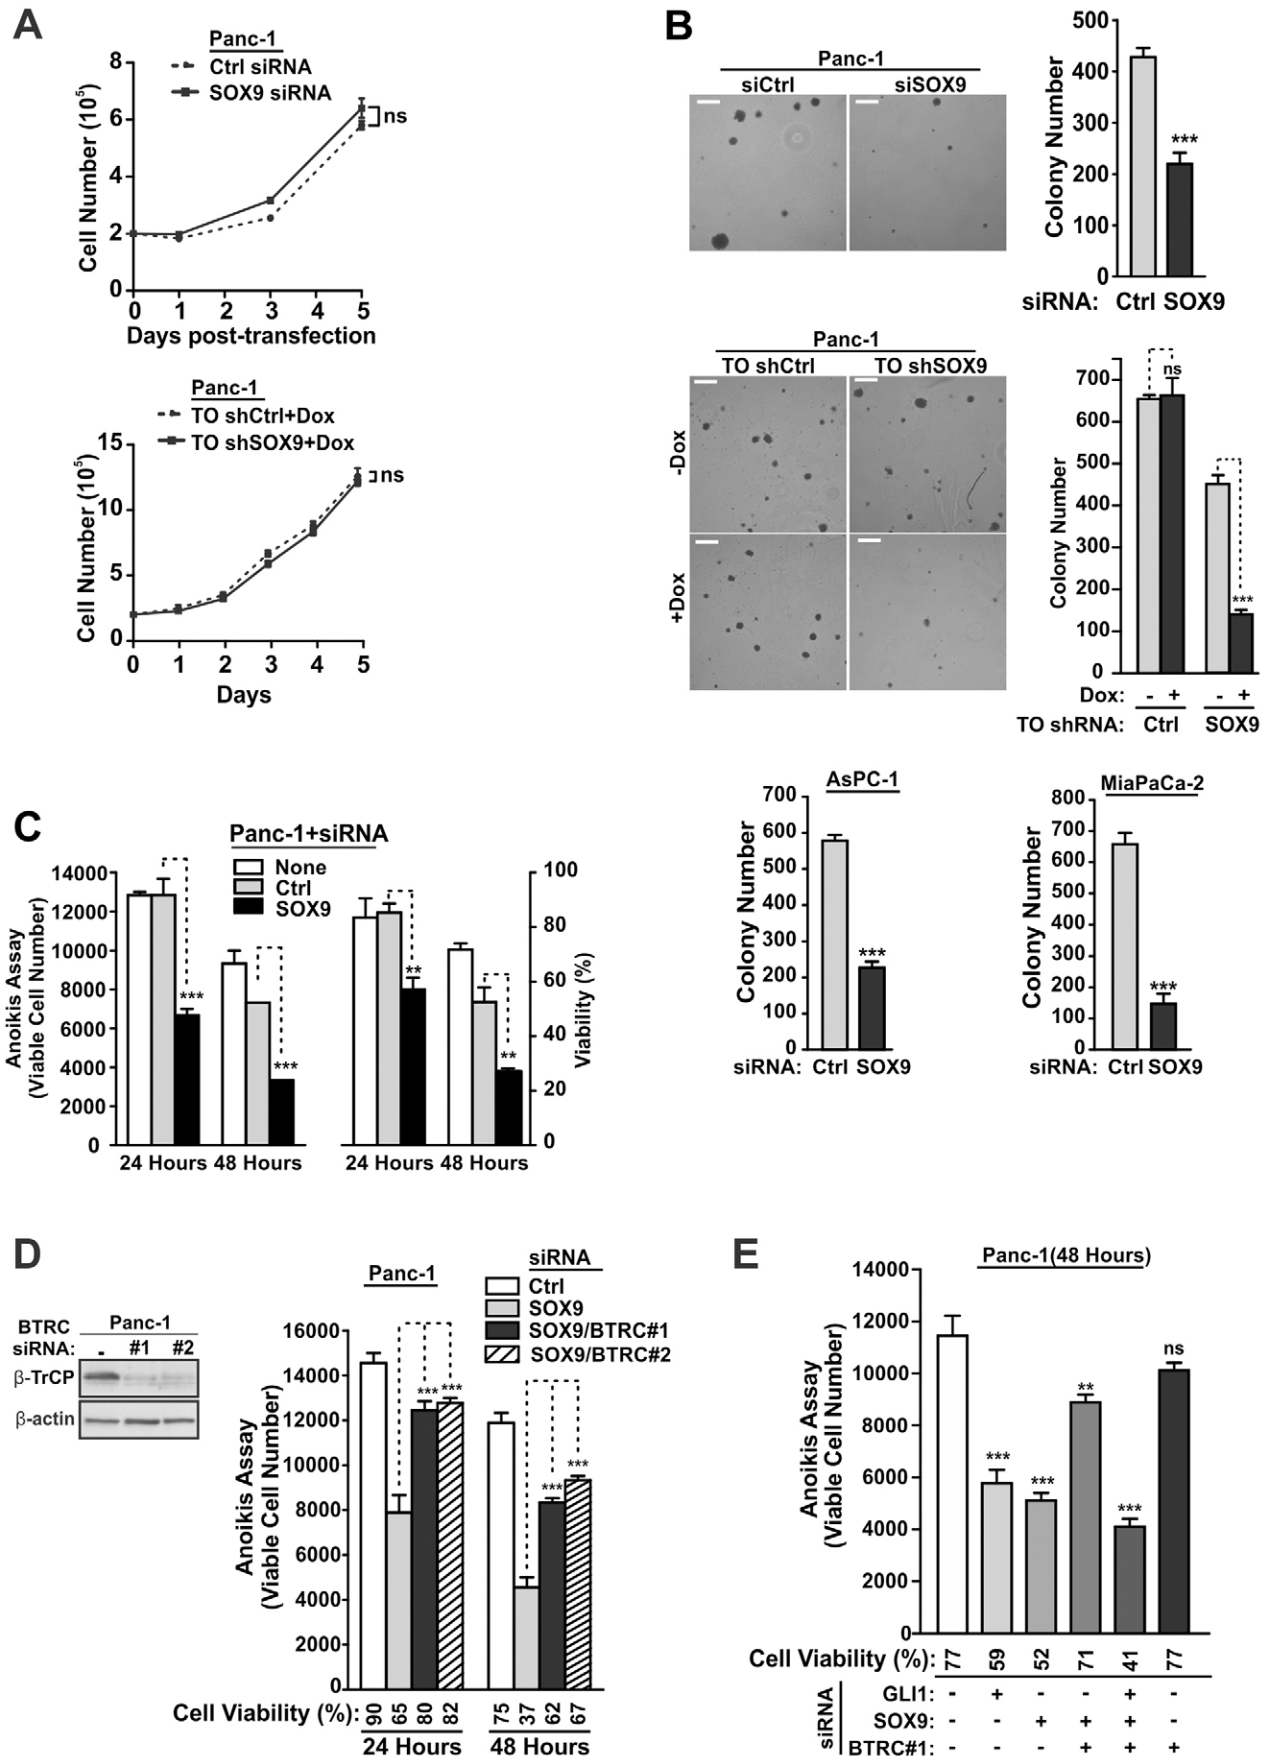 A
Panc-1
Ctrl siRNA
SOX9 siRNA
8
6
4
2
0
Cell Number (10⁵)
ns
0 1 2 3 4 5
Days post-transfection
Panc-1
TO shCtrl+Dox
TO shSOX9+Dox
15
10
5
0
Cell Number (10⁵)
ns
0 1 2 3 4 5
Days
B
Panc-1
siCtrl siSOX9
500
400
300
200
100
0
Colony Number
***
siRNA: Ctrl SOX9
Panc-1
TO shCtrl TO shSOX9
-Dox
+Dox
700
600
500
400
300
200
100
0
Colony Number
ns
***
Dox: - + - +
TO shRNA: Ctrl SOX9
AsPC-1
700
600
500
400
300
200
100
0
Colony Number
***
siRNA: Ctrl SOX9
MiaPaCa-2
800
700
600
500
400
300
200
100
0
Colony Number
***
siRNA: Ctrl SOX9
C
Panc-1+siRNA
None
Ctrl
SOX9
14000
12000
10000
8000
6000
4000
2000
0
Anoikis Assay
(Viable Cell Number)
***
***
**
**
100
80
60
40
20
0
Viability (%)
24 Hours 48 Hours
24 Hours 48 Hours
D
BTRC Panc-1
siRNA: - #1 #2
β-TrCP
β-actin
Panc-1
siRNA
Ctrl
SOX9
SOX9/BTRC#1
SOX9/BTRC#2
16000
14000
12000
10000
8000
6000
4000
2000
0
Anoikis Assay
(Viable Cell Number)
*** ***
*** ***
Cell Viability (%): 90 65 80 82 75 37 62 67
24 Hours 48 Hours
E
Panc-1(48 Hours)
14000
12000
10000
8000
6000
4000
2000
0
Anoikis Assay
(Viable Cell Number)
*** *** ** *** ns
Cell Viability (%): 77 59 52 71 41 77
siRNA
GLI1: - + - - + -
SOX9: - - + + + -
BTRC#1: - - - + + +